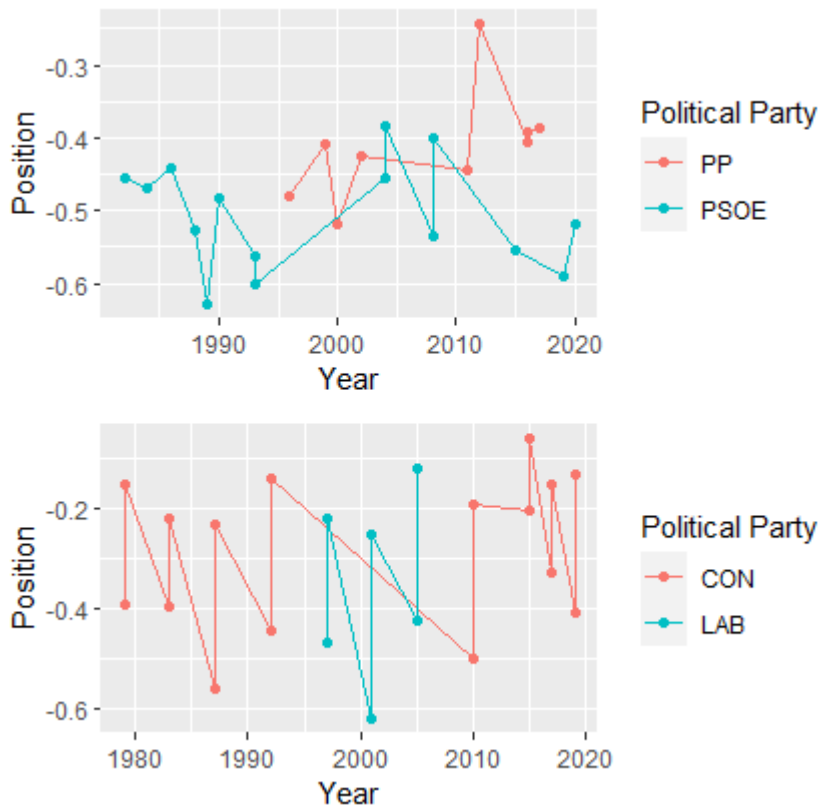 -0.3
-0.4
-0.5
-0.6
Position
1990 2000 2010 2020
Year
Political Party
PP
PSOE
-0.2
-0.4
-0.6
Position
1980 1990 2000 2010 2020
Year
Political Party
CON
LAB